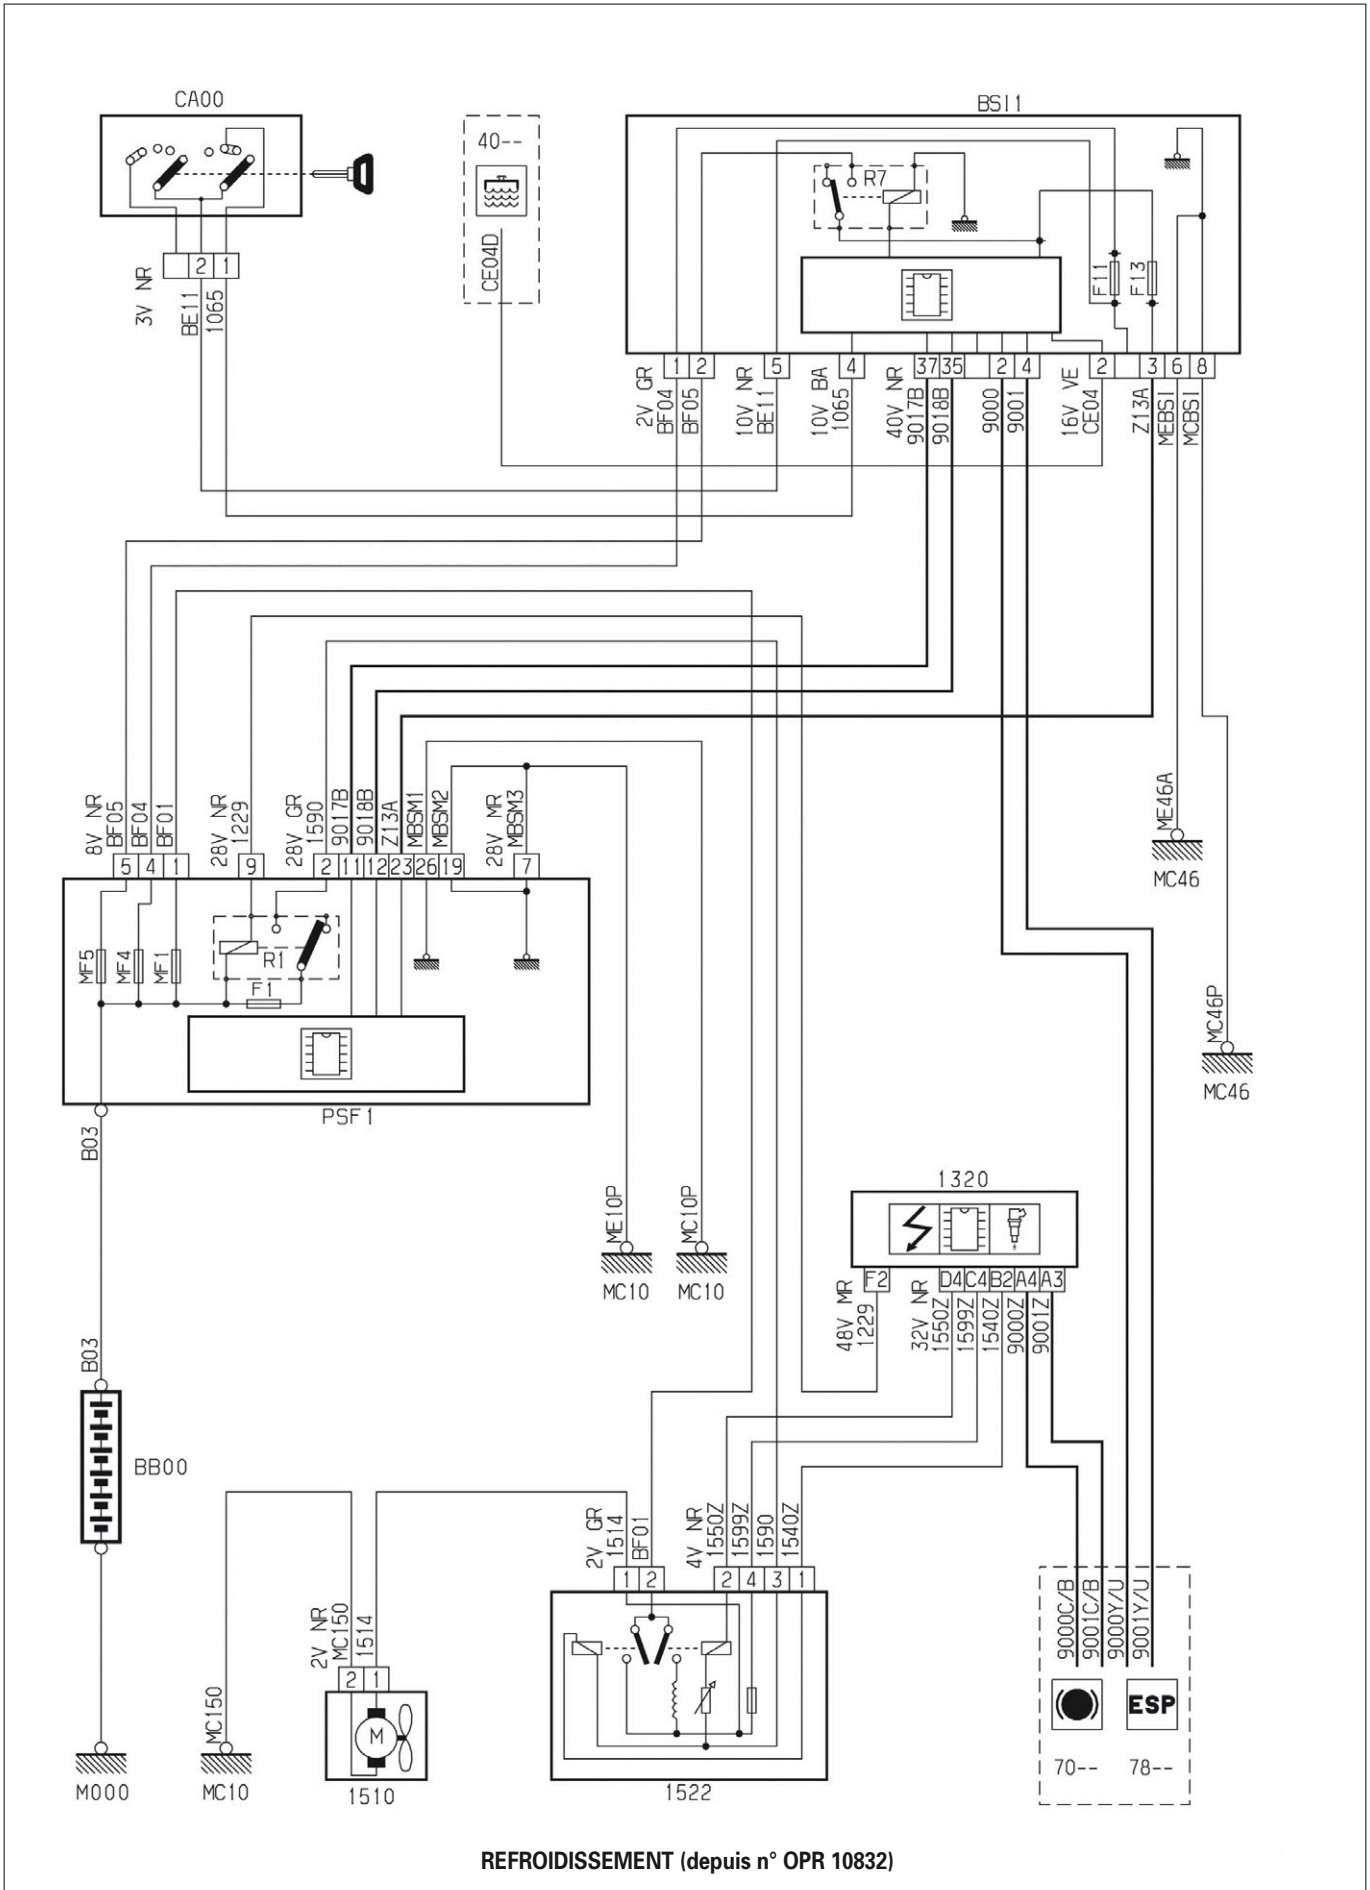 CA00
BSI1
40--
R7
F11
F13
CE04D
2 1
3V NR
BE11
1065
1 2 5 4 37 35 2 4 2 3 6 8
2V GR
BF04
BF05
10V NR
BE11
10V BA
1065
40V NR
9017B
9018B
9000
9001
16V VE
CE04
Z13A
MEBSI
MCBSI
8V NR
BF05
BF04
BF01
28V NR
1229
28V GR
1590
9017B
9018B
Z13A
MBSM1
MBSM2
28V MR
MBSM3
5 4 1 9 2 11 12 23 26 19 7
MF5
MF4
MF1
R1
F1
PSF1
ME46A
MC46
MC46P
MC46
B03
ME10P
MC10
MC10P
MC10
1320
F2 D4 C4 B2 A4 A3
48V MR
1229
32V NR
1550Z
1599Z
1540Z
9000Z
9001Z
B03
BB00
M000
MC150
MC10
2V NR
MC150
1514
2 1
M
1510
2V GR
1514
BF01
4V NR
1550Z
1599Z
1590
1540Z
1 2 2 4 3 1
1522
9000C/B
9001C/B
9000Y/U
9001Y/U
ESP
70--
78--
REFROIDISSEMENT (depuis n° OPR 10832)